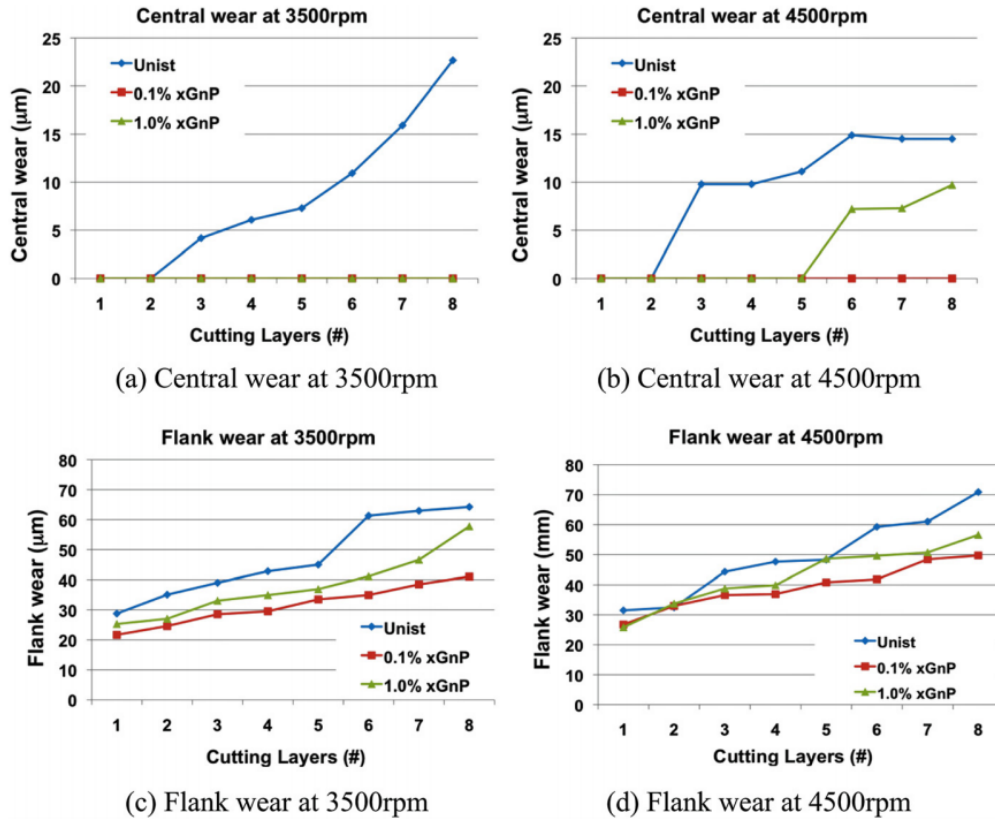 Central wear at 3500rpm
25
20
15
10
5
0
Central wear (μm)
Unist
0.1% xGnP
1.0% xGnP
1 2 3 4 5 6 7 8
Cutting Layers (#)
(a) Central wear at 3500rpm
Central wear at 4500rpm
25
20
15
10
5
0
Central wear (μm)
Unist
0.1% xGnP
1.0% xGnP
1 2 3 4 5 6 7 8
Cutting Layers (#)
(b) Central wear at 4500rpm
Flank wear at 3500rpm
80
70
60
50
40
30
20
10
0
Flank wear (μm)
Unist
0.1% xGnP
1.0% xGnP
1 2 3 4 5 6 7 8
Cutting Layers (#)
(c) Flank wear at 3500rpm
Flank wear at 4500rpm
80
70
60
50
40
30
20
10
0
Flank wear (mm)
Unist
0.1% xGnP
1.0% xGnP
1 2 3 4 5 6 7 8
Cutting Layers (#)
(d) Flank wear at 4500rpm